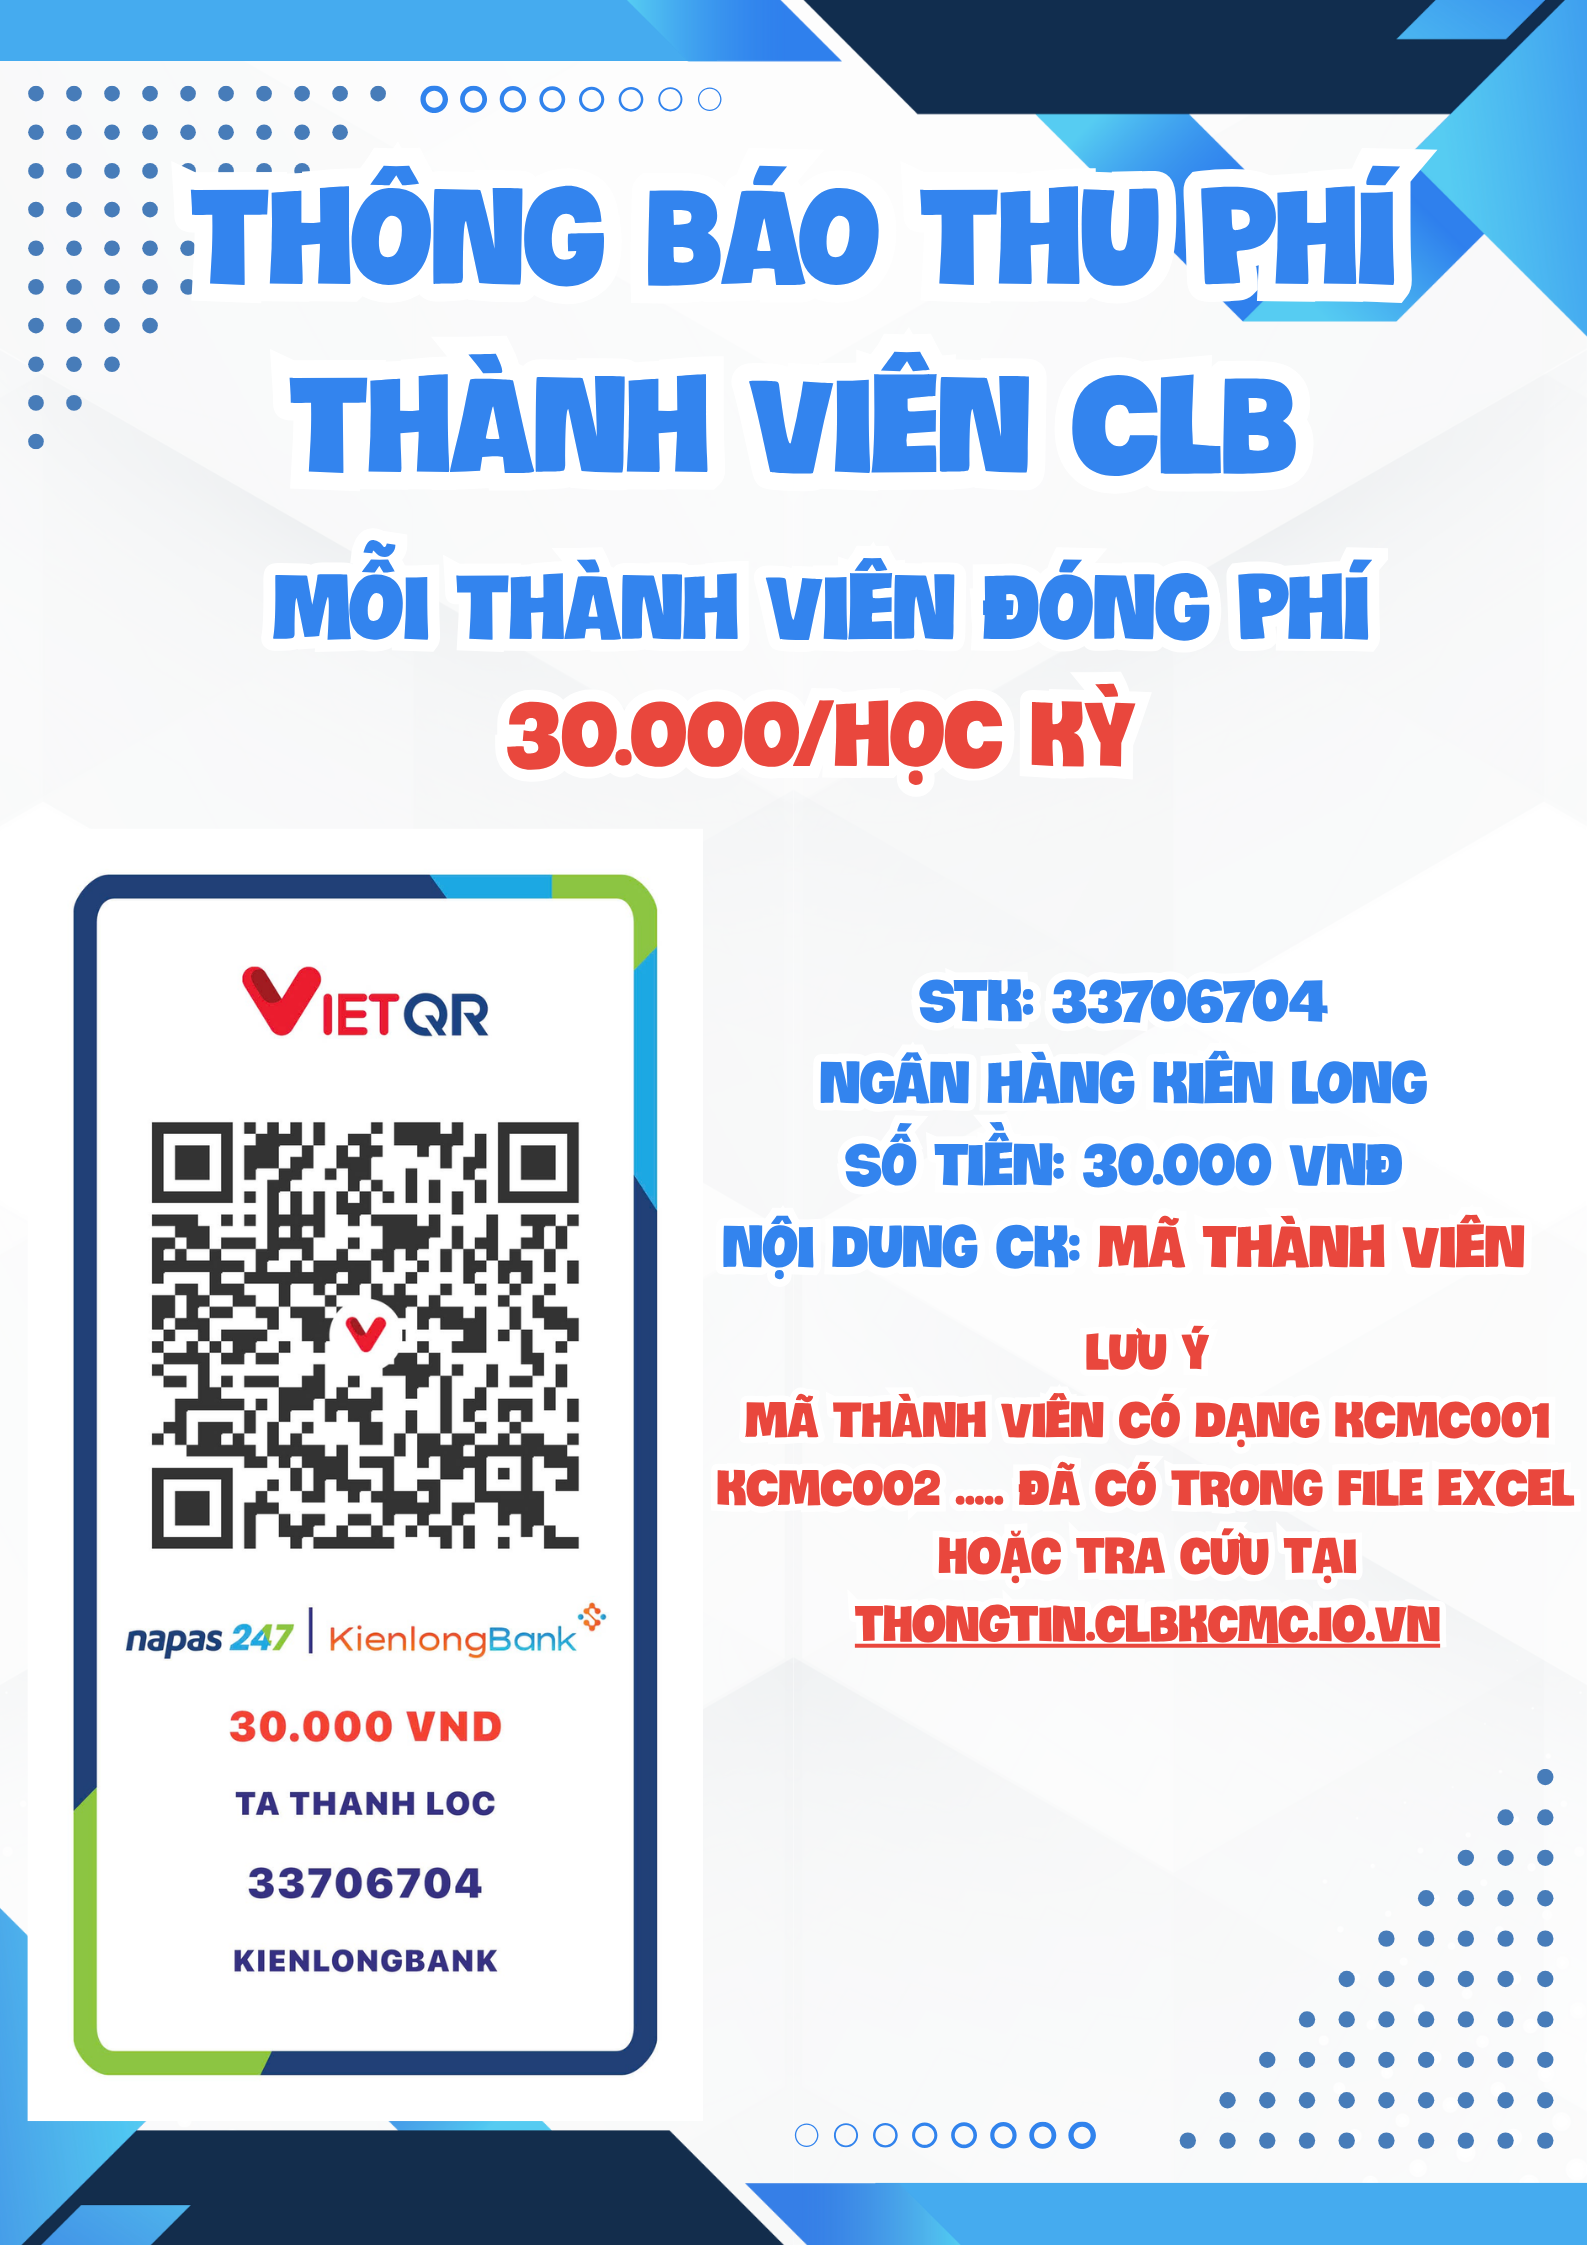 THÔNG BÁO THU PHÍ
THÀNH VIÊN CLB
MỖI THÀNH VIÊN ĐÓNG PHÍ
30.000/HỌC KỲ
VIETQR
napas 247 | KienlongBank
30.000 VND
TA THANH LOC
33706704
KIENLONGBANK
STK: 33706704
NGÂN HÀNG KIÊN LONG
SỐ TIỀN: 30.000 VNĐ
NỘI DUNG CK: MÃ THÀNH VIÊN
LƯU Ý
MÃ THÀNH VIÊN CÓ DẠNG KCMC001
KCMC002 ..... ĐÃ CÓ TRONG FILE EXCEL
HOẶC TRA CỨU TẠI
THONGTIN.CLBKCMC.IO.VN